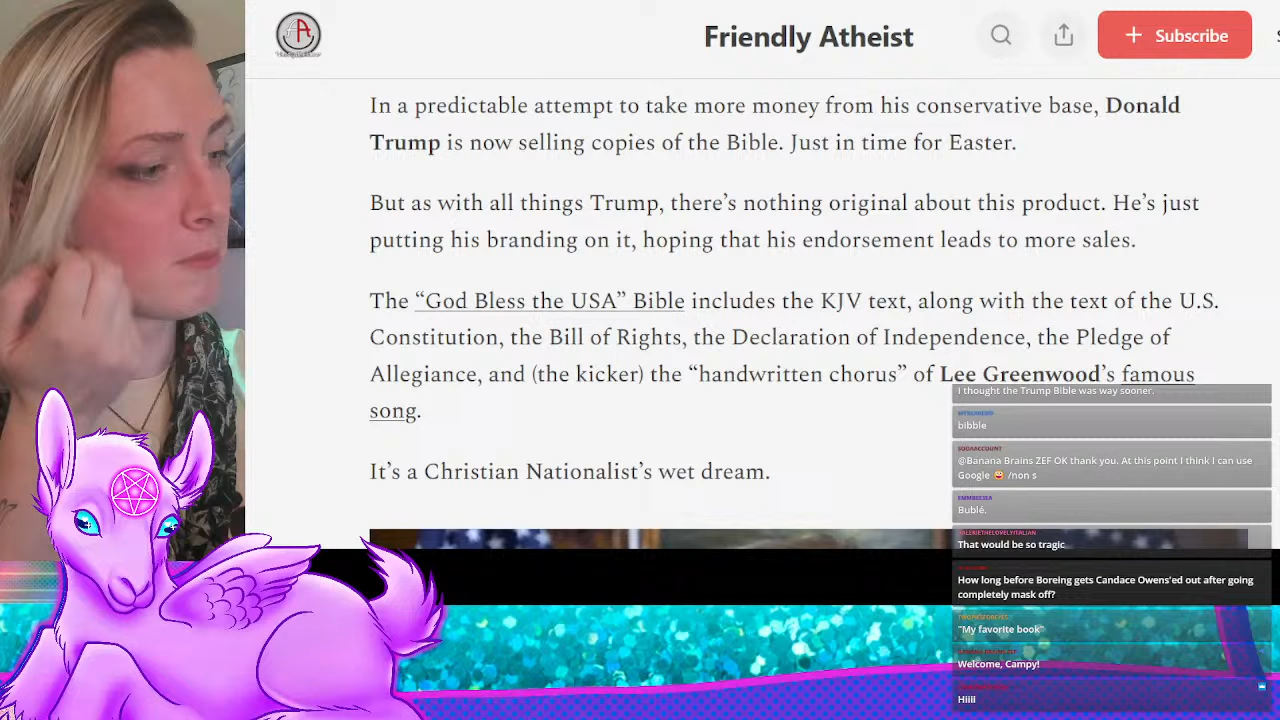 Friendly Atheist
Subscribe
In a predictable attempt to take more money from his conservative base, Donald
Trump is now selling copies of the Bible. Just in time for Easter.
But as with all things Trump, there’s nothing original about this product. He’s just
putting his branding on it, hoping that his endorsement leads to more sales.
The “God Bless the USA” Bible includes the KJV text, along with the text of the U.S.
Constitution, the Bill of Rights, the Declaration of Independence, the Pledge of
Allegiance, and (the kicker) the “handwritten chorus” of Lee Greenwood’s famous
song.
It’s a Christian Nationalist’s wet dream.
I thought the Trump Bible was way sooner.
bibble
SODAACCOUNT
@Banana Brains ZEF OK thank you. At this point I think I can use
Google 😜 /non s
EMMBEESEA
Bublé.
VALERIETHELOVELYITALIAN
That would be so tragic
How long before Boreing gets Candace Owens'ed out after going
completely mask off?
"My favorite book"
Welcome, Campy!
Hiiii